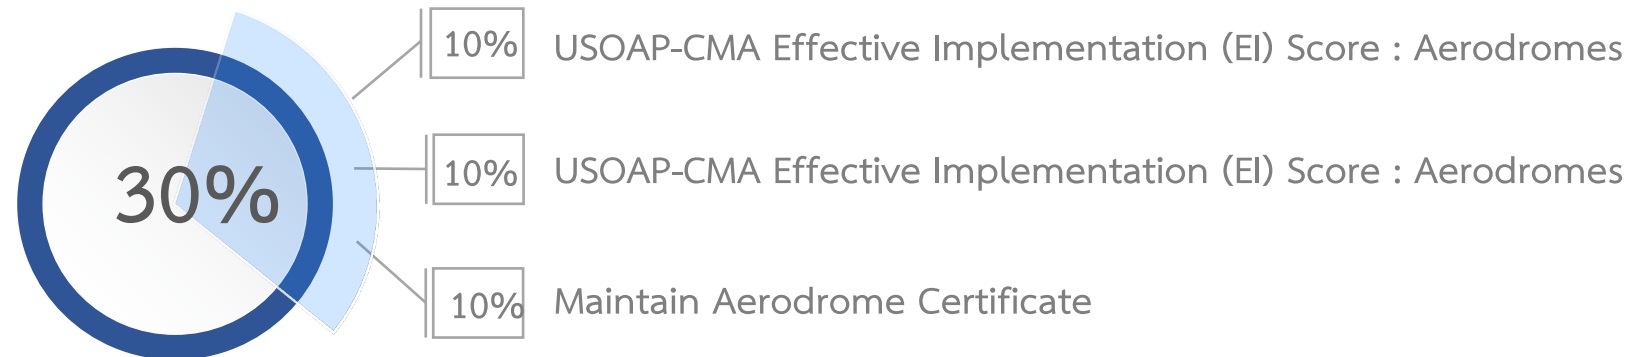 10% USOAP-CMA Effective Implementation (EI) Score : Aerodromes
30%
10% USOAP-CMA Effective Implementation (EI) Score : Aerodromes
10% Maintain Aerodrome Certificate